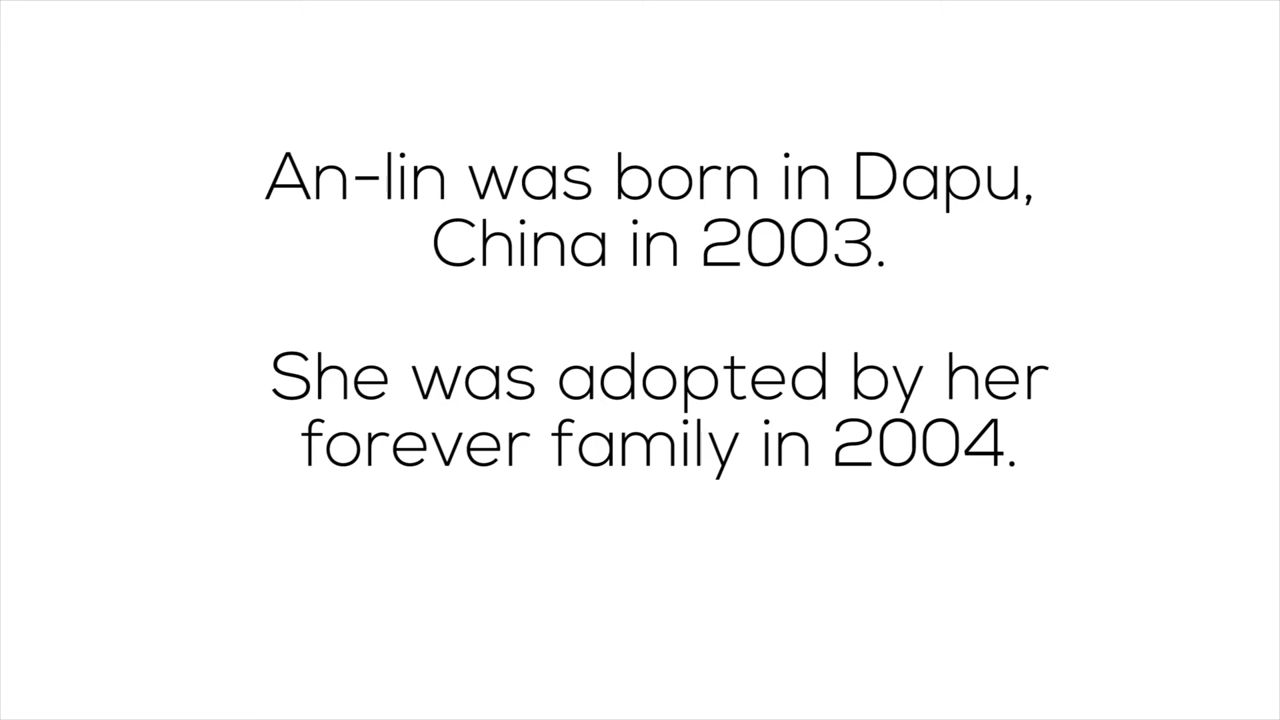 An-lin was born in Dapu,
China in 2003.
She was adopted by her
forever family in 2004.